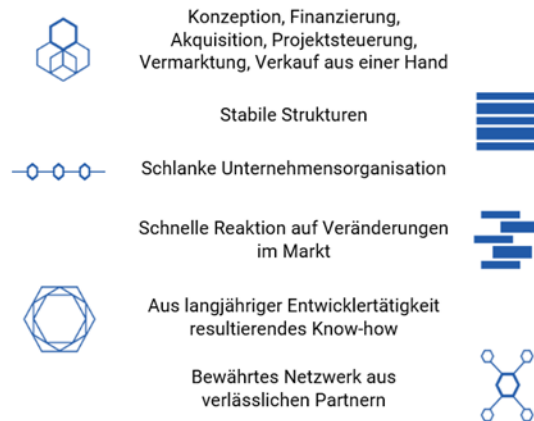 Konzeption, Finanzierung,
Akquisition, Projektsteuerung,
Vermarktung, Verkauf aus einer Hand
Stabile Strukturen
Schlanke Unternehmensorganisation
Schnelle Reaktion auf Veränderungen
im Markt
Aus langjähriger Entwicklertätigkeit
resultierendes Know-how
Bewährtes Netzwerk aus
verlässlichen Partnern